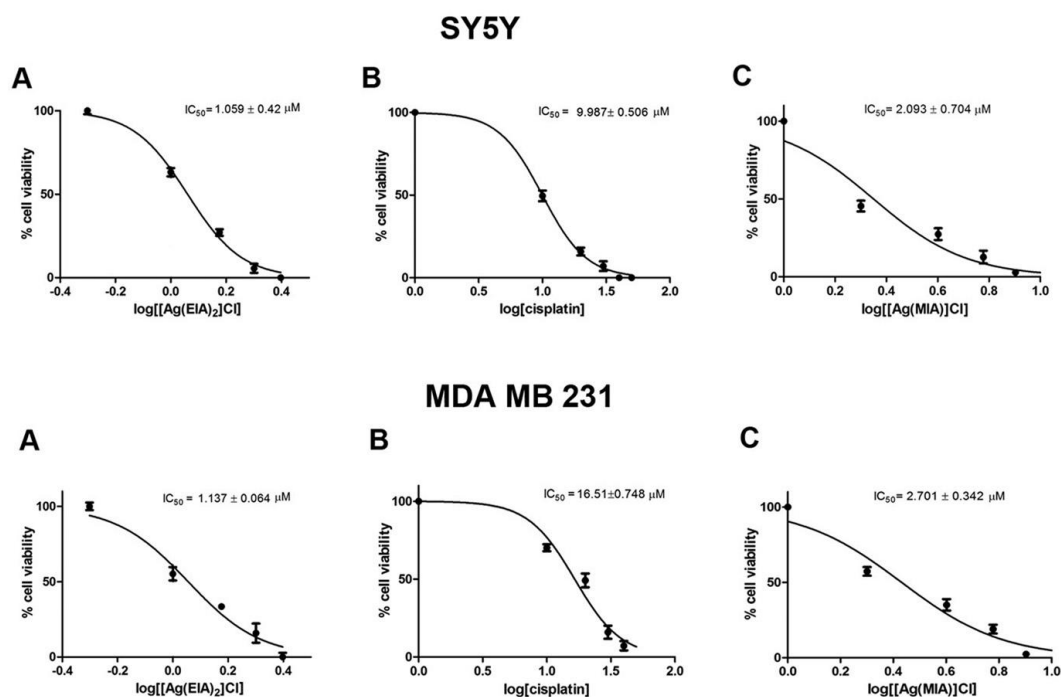 SY5Y
A
IC50 = 1.059 ± 0.42 μM
100
50
0
% cell viability
-0.4 -0.2 0.0 0.2 0.4 0.6
log[[Ag(EIA)2]Cl]
B
IC50 = 9.987± 0.506 μM
100
50
0
% cell viability
0.0 0.5 1.0 1.5 2.0
log[cisplatin]
C
IC50 = 2.093 ± 0.704 μM
100
50
0
% cell viability
0.0 0.2 0.4 0.6 0.8 1.0
log[[Ag(MIA)]Cl]
MDA MB 231
A
IC50 = 1.137 ± 0.064 μM
100
50
0
% cell viability
-0.4 -0.2 0.0 0.2 0.4 0.6
log[[Ag(EIA)2]Cl]
B
IC50 = 16.51±0.748 μM
100
50
0
% cell viability
0.0 0.5 1.0 1.5 2.0
log[cisplatin]
C
IC50 = 2.701 ± 0.342 μM
100
50
0
% cell viability
0.0 0.2 0.4 0.6 0.8 1.0
log[[Ag(MIA)]Cl]